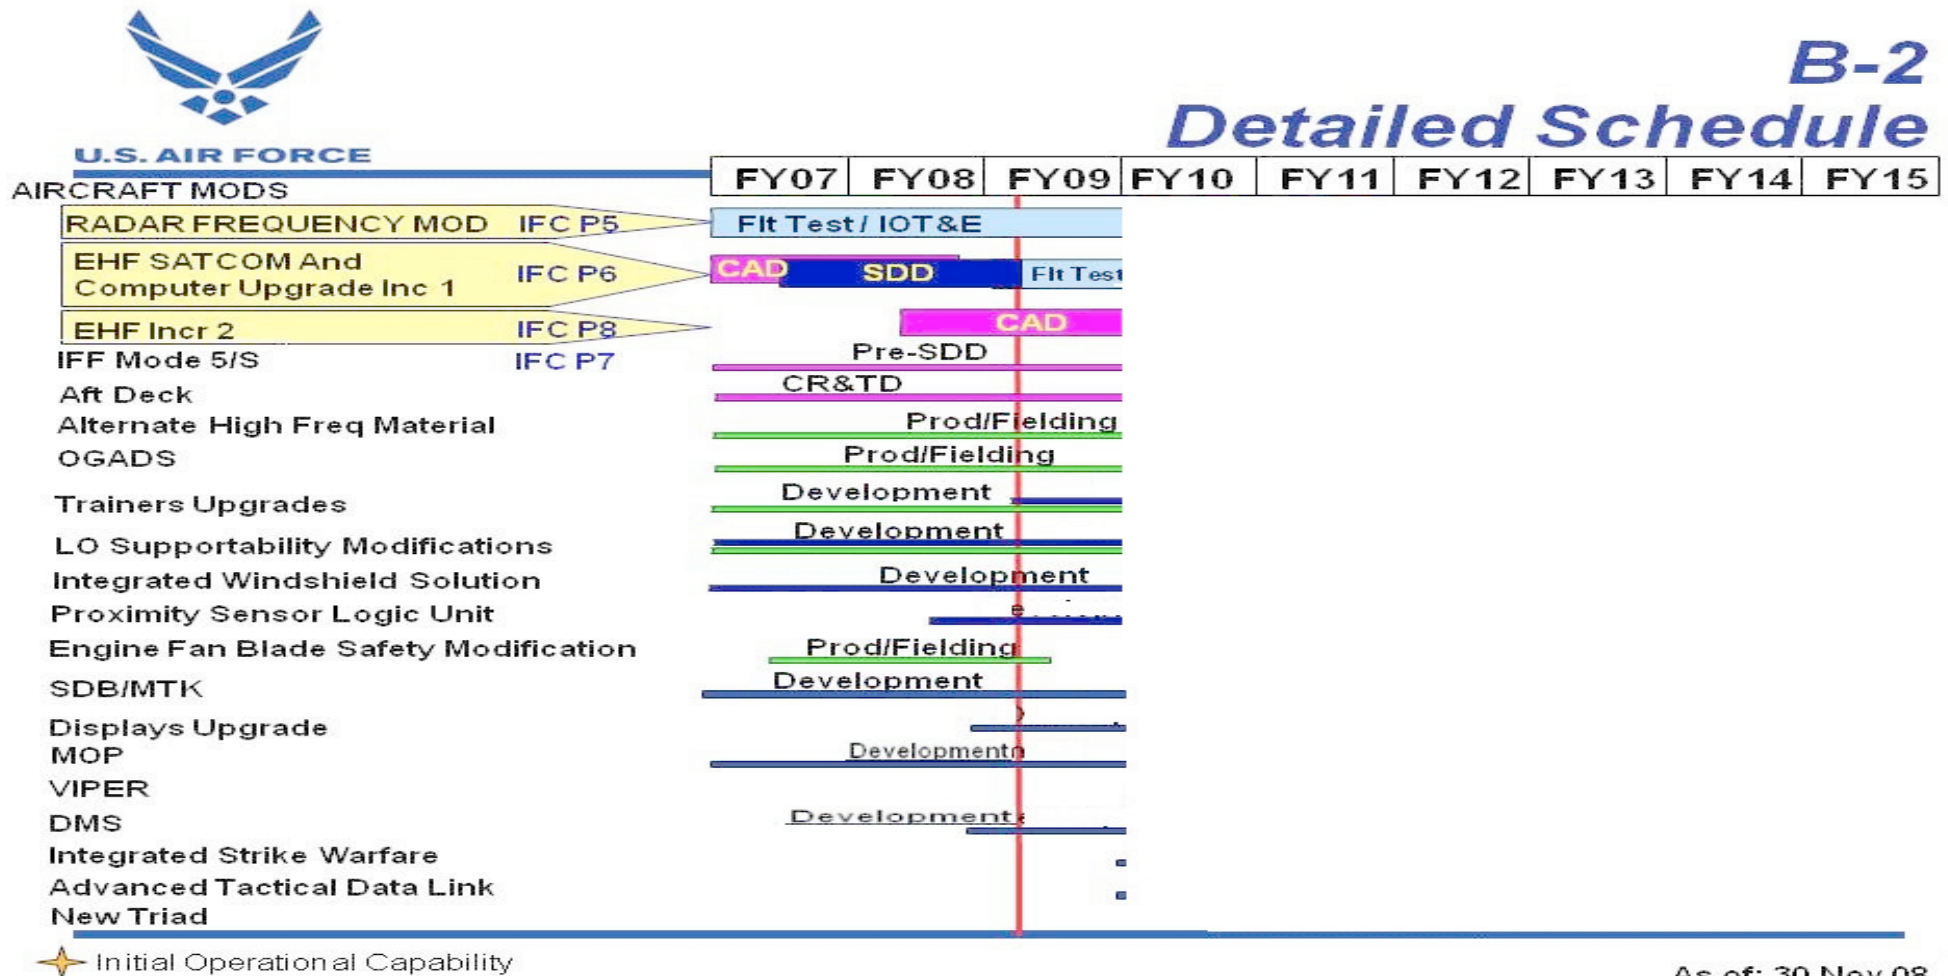 B-2
Detailed Schedule
U.S. AIR FORCE
FY07 FY08 FY09 FY10 FY11 FY12 FY13 FY14 FY15
AIRCRAFT MODS
RADAR FREQUENCY MOD IFC P5 Flt Test / IOT&E
EHF SATCOM And
Computer Upgrade Inc 1 IFC P6 CAD SDD Flt Test
EHF Incr 2 IFC P8 CAD
IFF Mode 5/S IFC P7 Pre-SDD
Aft Deck CR&TD
Alternate High Freq Material Prod/Fielding
OGADS Prod/Fielding
Trainers Upgrades Development
LO Supportability Modifications Development
Integrated Windshield Solution Development
Proximity Sensor Logic Unit
Engine Fan Blade Safety Modification Prod/Fielding
SDB/MTK Development
Displays Upgrade
MOP Development
VIPER
DMS Development
Integrated Strike Warfare
Advanced Tactical Data Link
New Triad
Initial Operational Capability
As of: 30 Nov 08